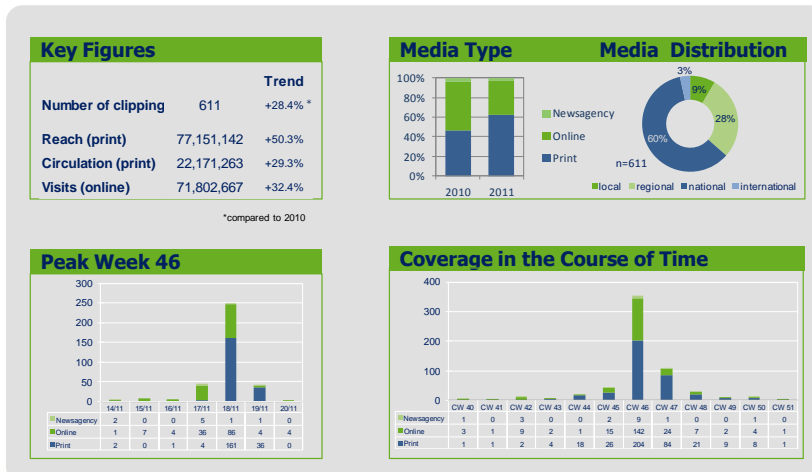 Key Figures
Trend
Number of clipping 611 +28.4% *
Reach (print) 77,151,142 +50.3%
Circulation (print) 22,171,263 +29.3%
Visits (online) 71,802,667 +32.4%
*compared to 2010
Media Type Media Distribution
100%
80%
60%
40%
20%
0%
2010 2011
Newsagency
Online
Print
3%
9%
28%
60%
n=611
local regional national international
Peak Week 46
300
250
200
150
100
50
0
14/11 15/11 16/11 17/11 18/11 19/11 20/11
Newsagency 2 0 0 5 1 1 0
Online 1 7 4 36 86 4 4
Print 2 0 1 4 161 36 0
Coverage in the Course of Time
400
300
200
100
0
CW 40 CW 41 CW 42 CW 43 CW 44 CW 45 CW 46 CW 47 CW 48 CW 49 CW 50 CW 51
Newsagency 1 0 3 0 0 2 9 1 0 0 1 0
Online 3 1 9 2 1 15 142 24 7 2 4 1
Print 1 1 2 4 18 26 204 84 21 9 8 1